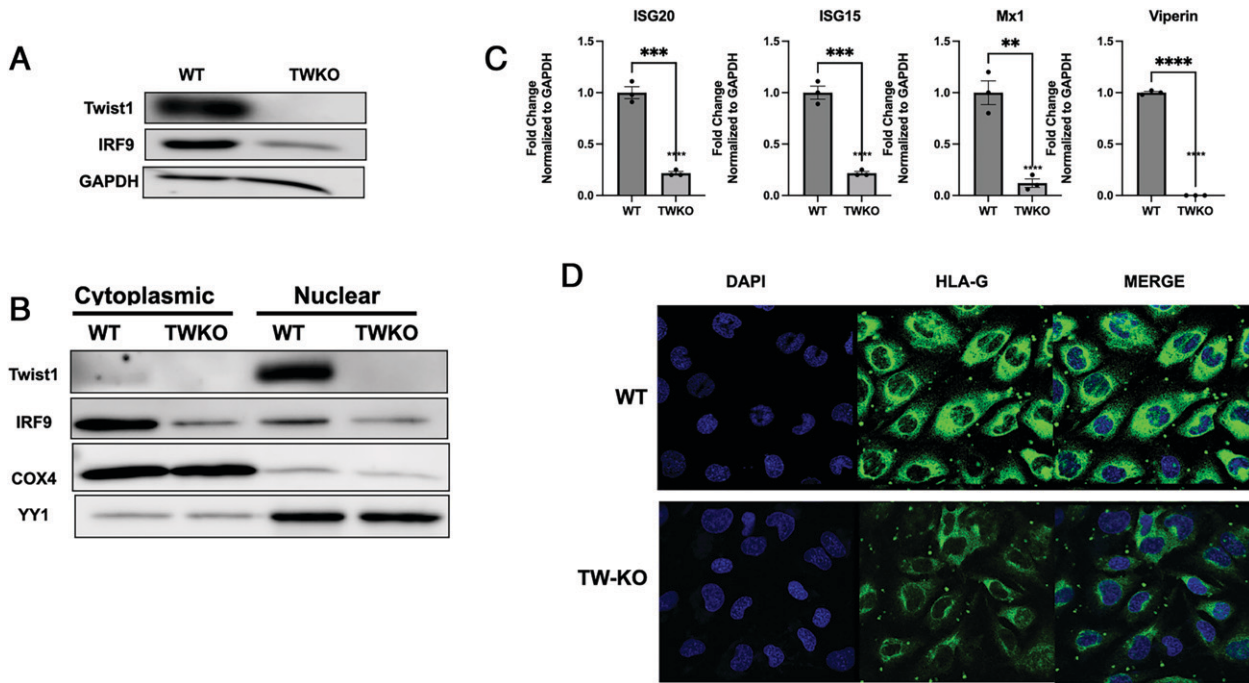 A
WT TWKO
Twist1
IRF9
GAPDH
B
Cytoplasmic Nuclear
WT TWKO WT TWKO
Twist1
IRF9
COX4
YY1
C
ISG20
Fold Change
Normalized to GAPDH
1.5
1.0
0.5
0.0
***
****
WT TWKO
ISG15
Fold Change
Normalized to GAPDH
1.5
1.0
0.5
0.0
***
****
WT TWKO
Mx1
Fold Change
Normalized to GAPDH
1.5
1.0
0.5
0.0
**
****
WT TWKO
Viperin
Fold Change
Normalized to GAPDH
1.5
1.0
0.5
0.0
****
****
WT TWKO
D
DAPI HLA-G MERGE
WT
TW-KO